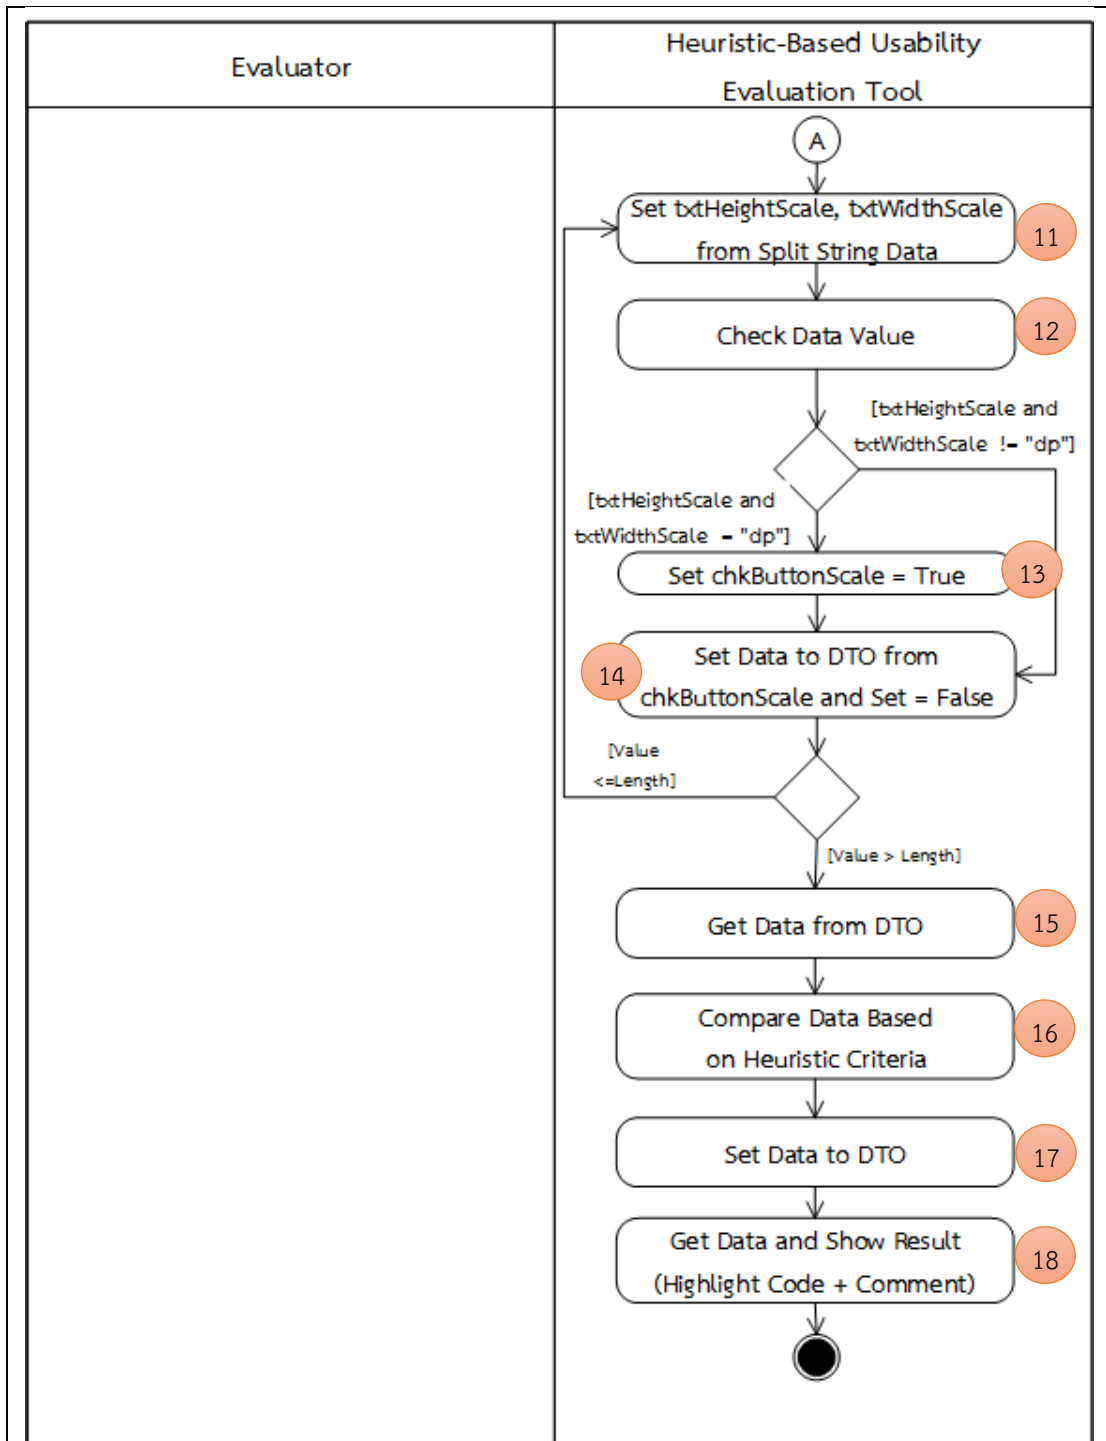 Evaluator
Heuristic-Based Usability
Evaluation Tool
A
Set txtHeightScale, txtWidthScale
from Split String Data
11
Check Data Value
12
[txtHeightScale and
txtWidthScale != "dp"]
[txtHeightScale and
txtWidthScale = "dp"]
Set chkButtonScale = True
13
Set Data to DTO from
chkButtonScale and Set = False
14
[Value
<=Length]
[Value > Length]
Get Data from DTO
15
Compare Data Based
on Heuristic Criteria
16
Set Data to DTO
17
Get Data and Show Result
(Highlight Code + Comment)
18